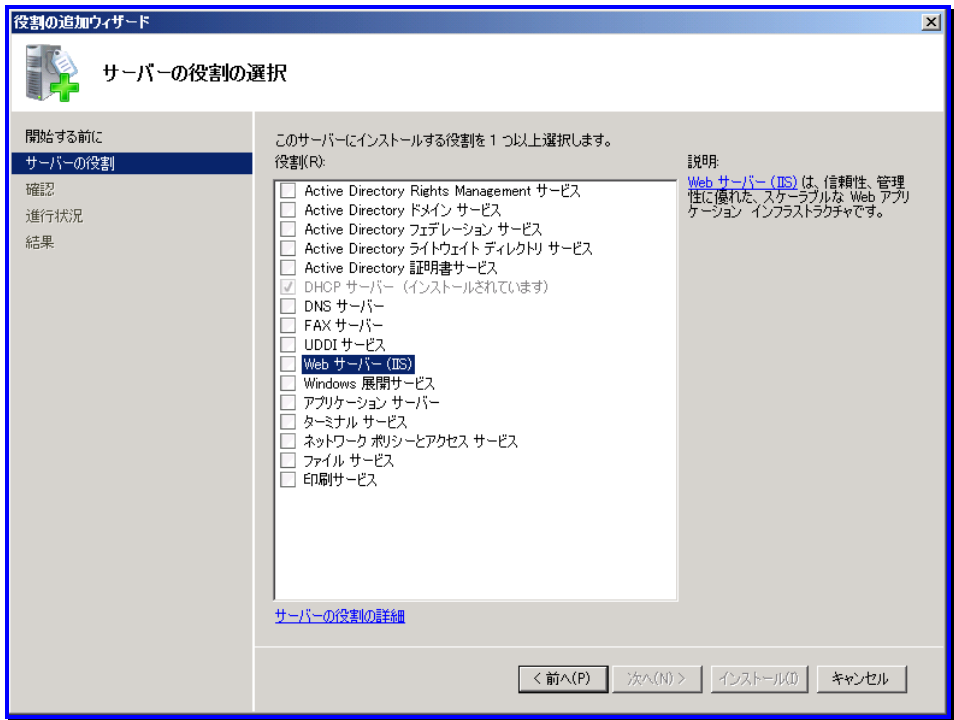 役割の追加ウィザード
サーバーの役割の選択
開始する前に
サーバーの役割
確認
進行状況
結果
このサーバーにインストールする役割を 1 つ以上選択します。
役割(R):
Active Directory Rights Management サービス
Active Directory ドメイン サービス
Active Directory フェデレーション サービス
Active Directory ライトウェイト ディレクトリ サービス
Active Directory 証明書サービス
DHCP サーバー (インストールされています)
DNS サーバー
FAX サーバー
UDDI サービス
Web サーバー (IIS)
Windows 展開サービス
アプリケーション サーバー
ターミナル サービス
ネットワーク ポリシーとアクセス サービス
ファイル サービス
印刷サービス
サーバーの役割の詳細
説明:
Web サーバー (IIS) は、信頼性、管理
性に優れた、スケーラブルな Web アプリ
ケーション インフラストラクチャです。
< 前へ(P)
次へ(N) >
インストール(I)
キャンセル